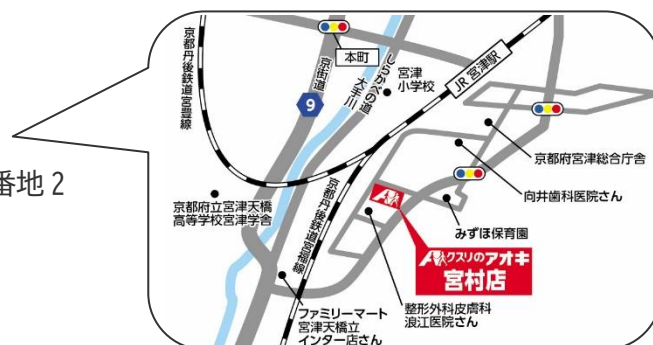 京都丹後鉄道宮豊線
本町
京街道
9
しらかべの道
大手川
宮津
小学校
JR 宮津駅
京都府宮津総合庁舎
向井歯科医院さん
番地 2
京都府立宮津天橋
高等学校宮津学舎
京都丹後鉄道宮福線
みずほ保育園
クスリのアオキ
宮村店
整形外科皮膚科
浪江医院さん
ファミリーマート
宮津天橋立
インター店さん